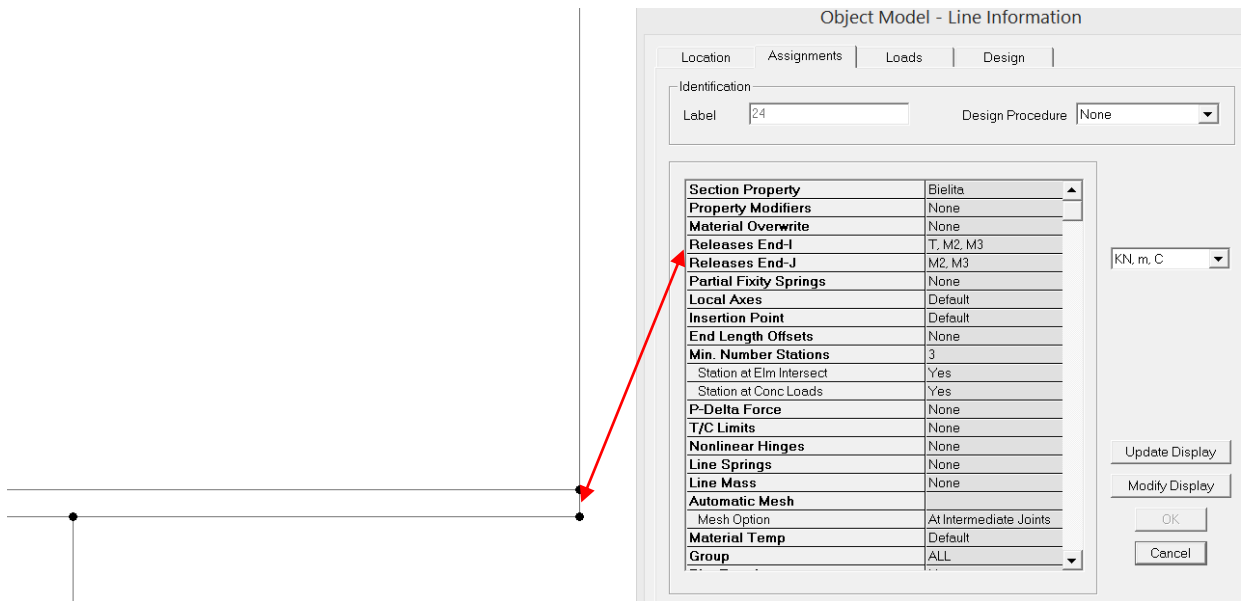 Object Model - Line Information
Location Assignments Loads Design
Identification
Label 24 Design Procedure None
Section Property Bielita
Property Modifiers None
Material Overwrite None
Releases End-I T, M2, M3
Releases End-J M2, M3
Partial Fixity Springs None
Local Axes Default
Insertion Point Default
End Length Offsets None
Min. Number Stations 3
Station at Elm Intersect Yes
Station at Conc Loads Yes
P-Delta Force None
T/C Limits None
Nonlinear Hinges None
Line Springs None
Line Mass None
Automatic Mesh
Mesh Option At Intermediate Joints
Material Temp Default
Group ALL
KN, m, C
Update Display
Modify Display
OK
Cancel